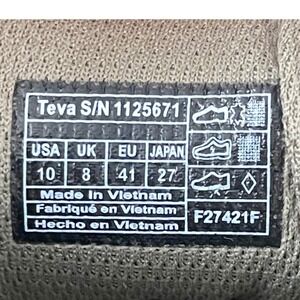 Teva S/N 1125671
USA UK EU JAPAN
10 8 41 27
Made In Vietnam
Fabriqué en Vietnam
Hecho en Vietnam
F27421F